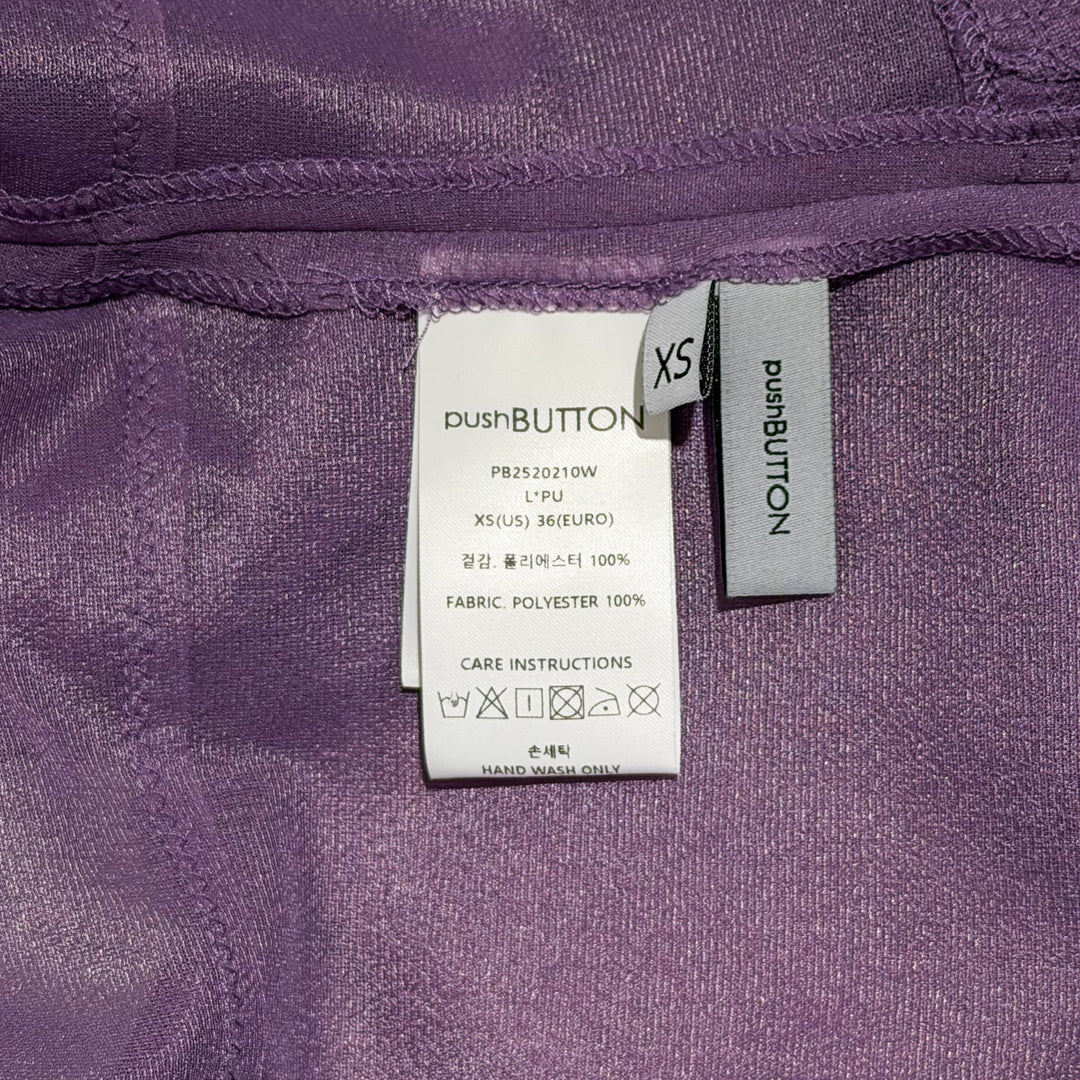 pushBUTTON
PB2520210W
L*PU
XS(US) 36(EURO)
겉감. 폴리에스터 100%
FABRIC. POLYESTER 100%
CARE INSTRUCTIONS
손세탁
HAND WASH ONLY
XS
pushBUTTON